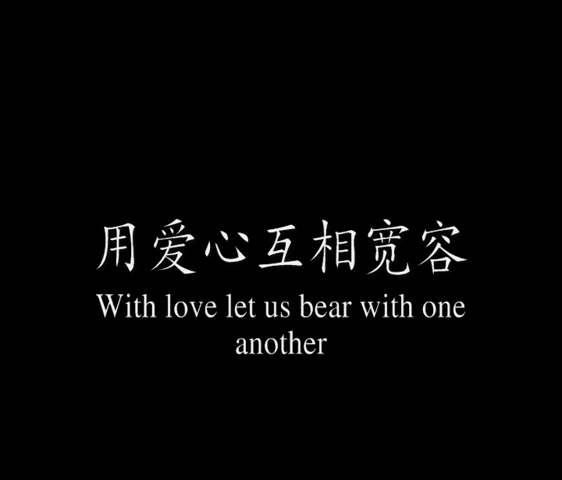 用爱心互相宽容
With love let us bear with one
another